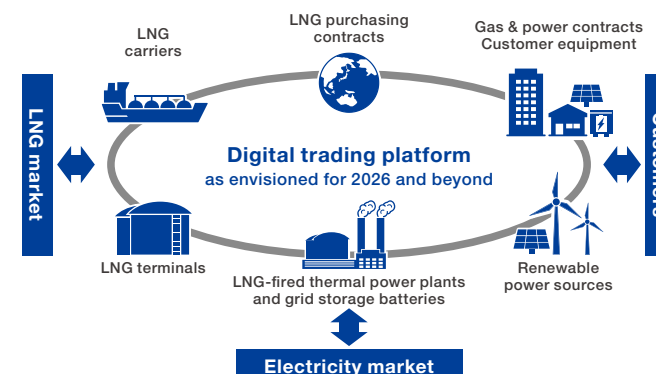 LNG
carriers
LNG purchasing
contracts
Gas & power contracts
Customer equipment
LNG market
Digital trading platform
as envisioned for 2026 and beyond
LNG terminals
LNG-fired thermal power plants
and grid storage batteries
Renewable
power sources
Electricity market